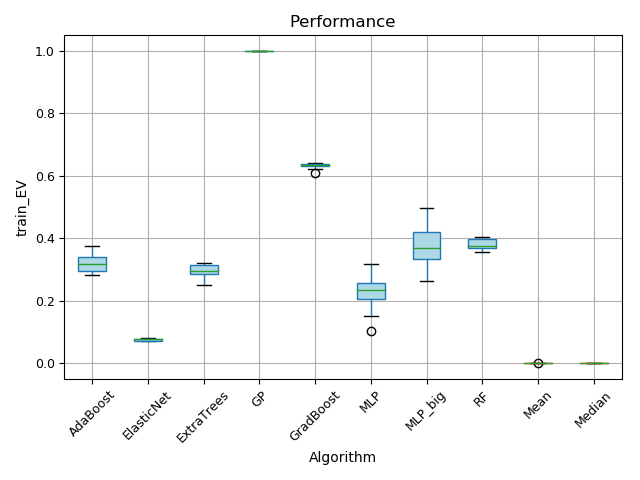 Performance
train_EV
1.0
0.8
0.6
0.4
0.2
0.0
AdaBoost
ElasticNet
ExtraTrees
GP
GradBoost
MLP
MLP_big
RF
Mean
Median
Algorithm